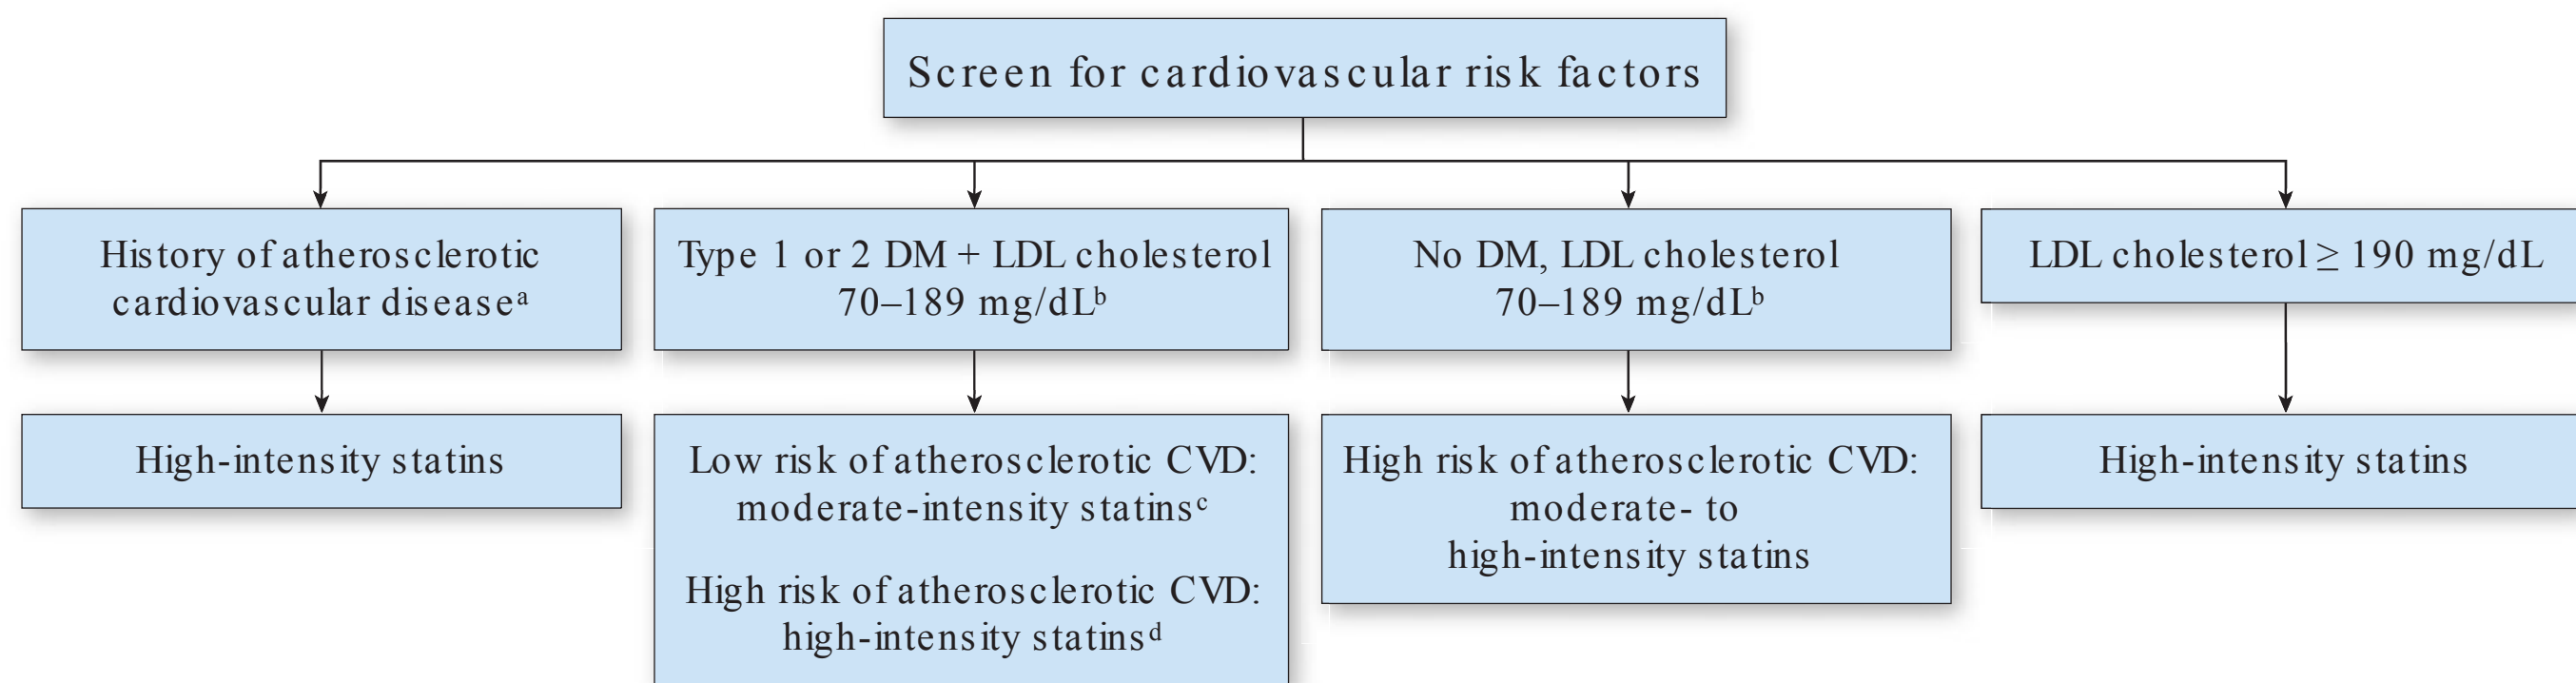 Screen for cardiovascular risk factors
History of atherosclerotic
cardiovascular diseaseᵃ
Type 1 or 2 DM + LDL cholesterol
70–189 mg/dLᵇ
No DM, LDL cholesterol
70–189 mg/dLᵇ
LDL cholesterol ≥ 190 mg/dL
High-intensity statins
Low risk of atherosclerotic CVD:
moderate-intensity statinsᶜ
High risk of atherosclerotic CVD:
high-intensity statinsᵈ
High risk of atherosclerotic CVD:
moderate- to
high-intensity statins
High-intensity statins